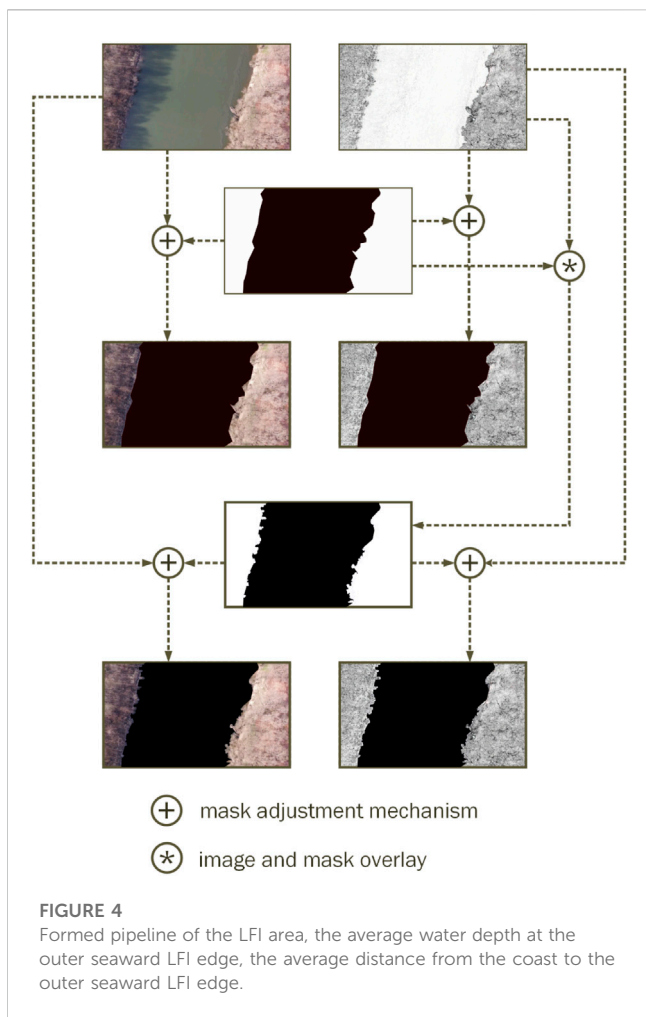 + mask adjustment mechanism
* image and mask overlay
FIGURE 4
Formed pipeline of the LFI area, the average water depth at the
outer seaward LFI edge, the average distance from the coast to the
outer seaward LFI edge.